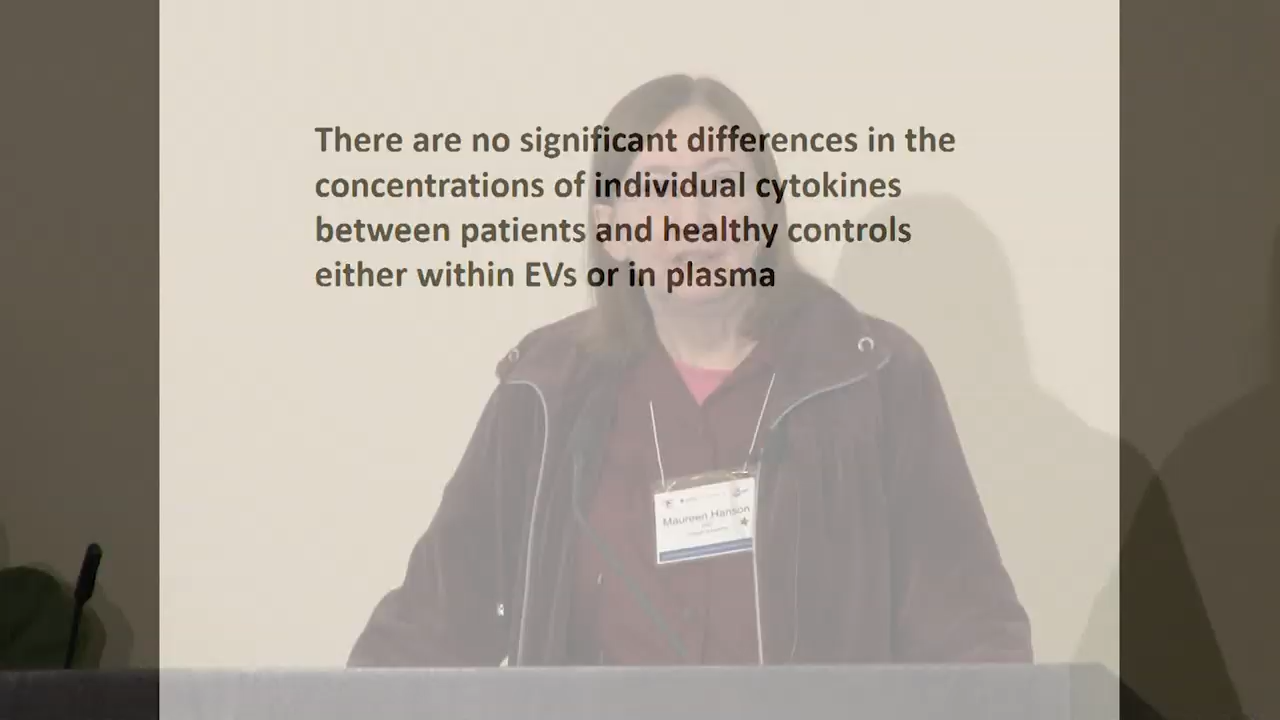 There are no significant differences in the
concentrations of individual cytokines
between patients and healthy controls
either within EVs or in plasma
Maureen Hanson